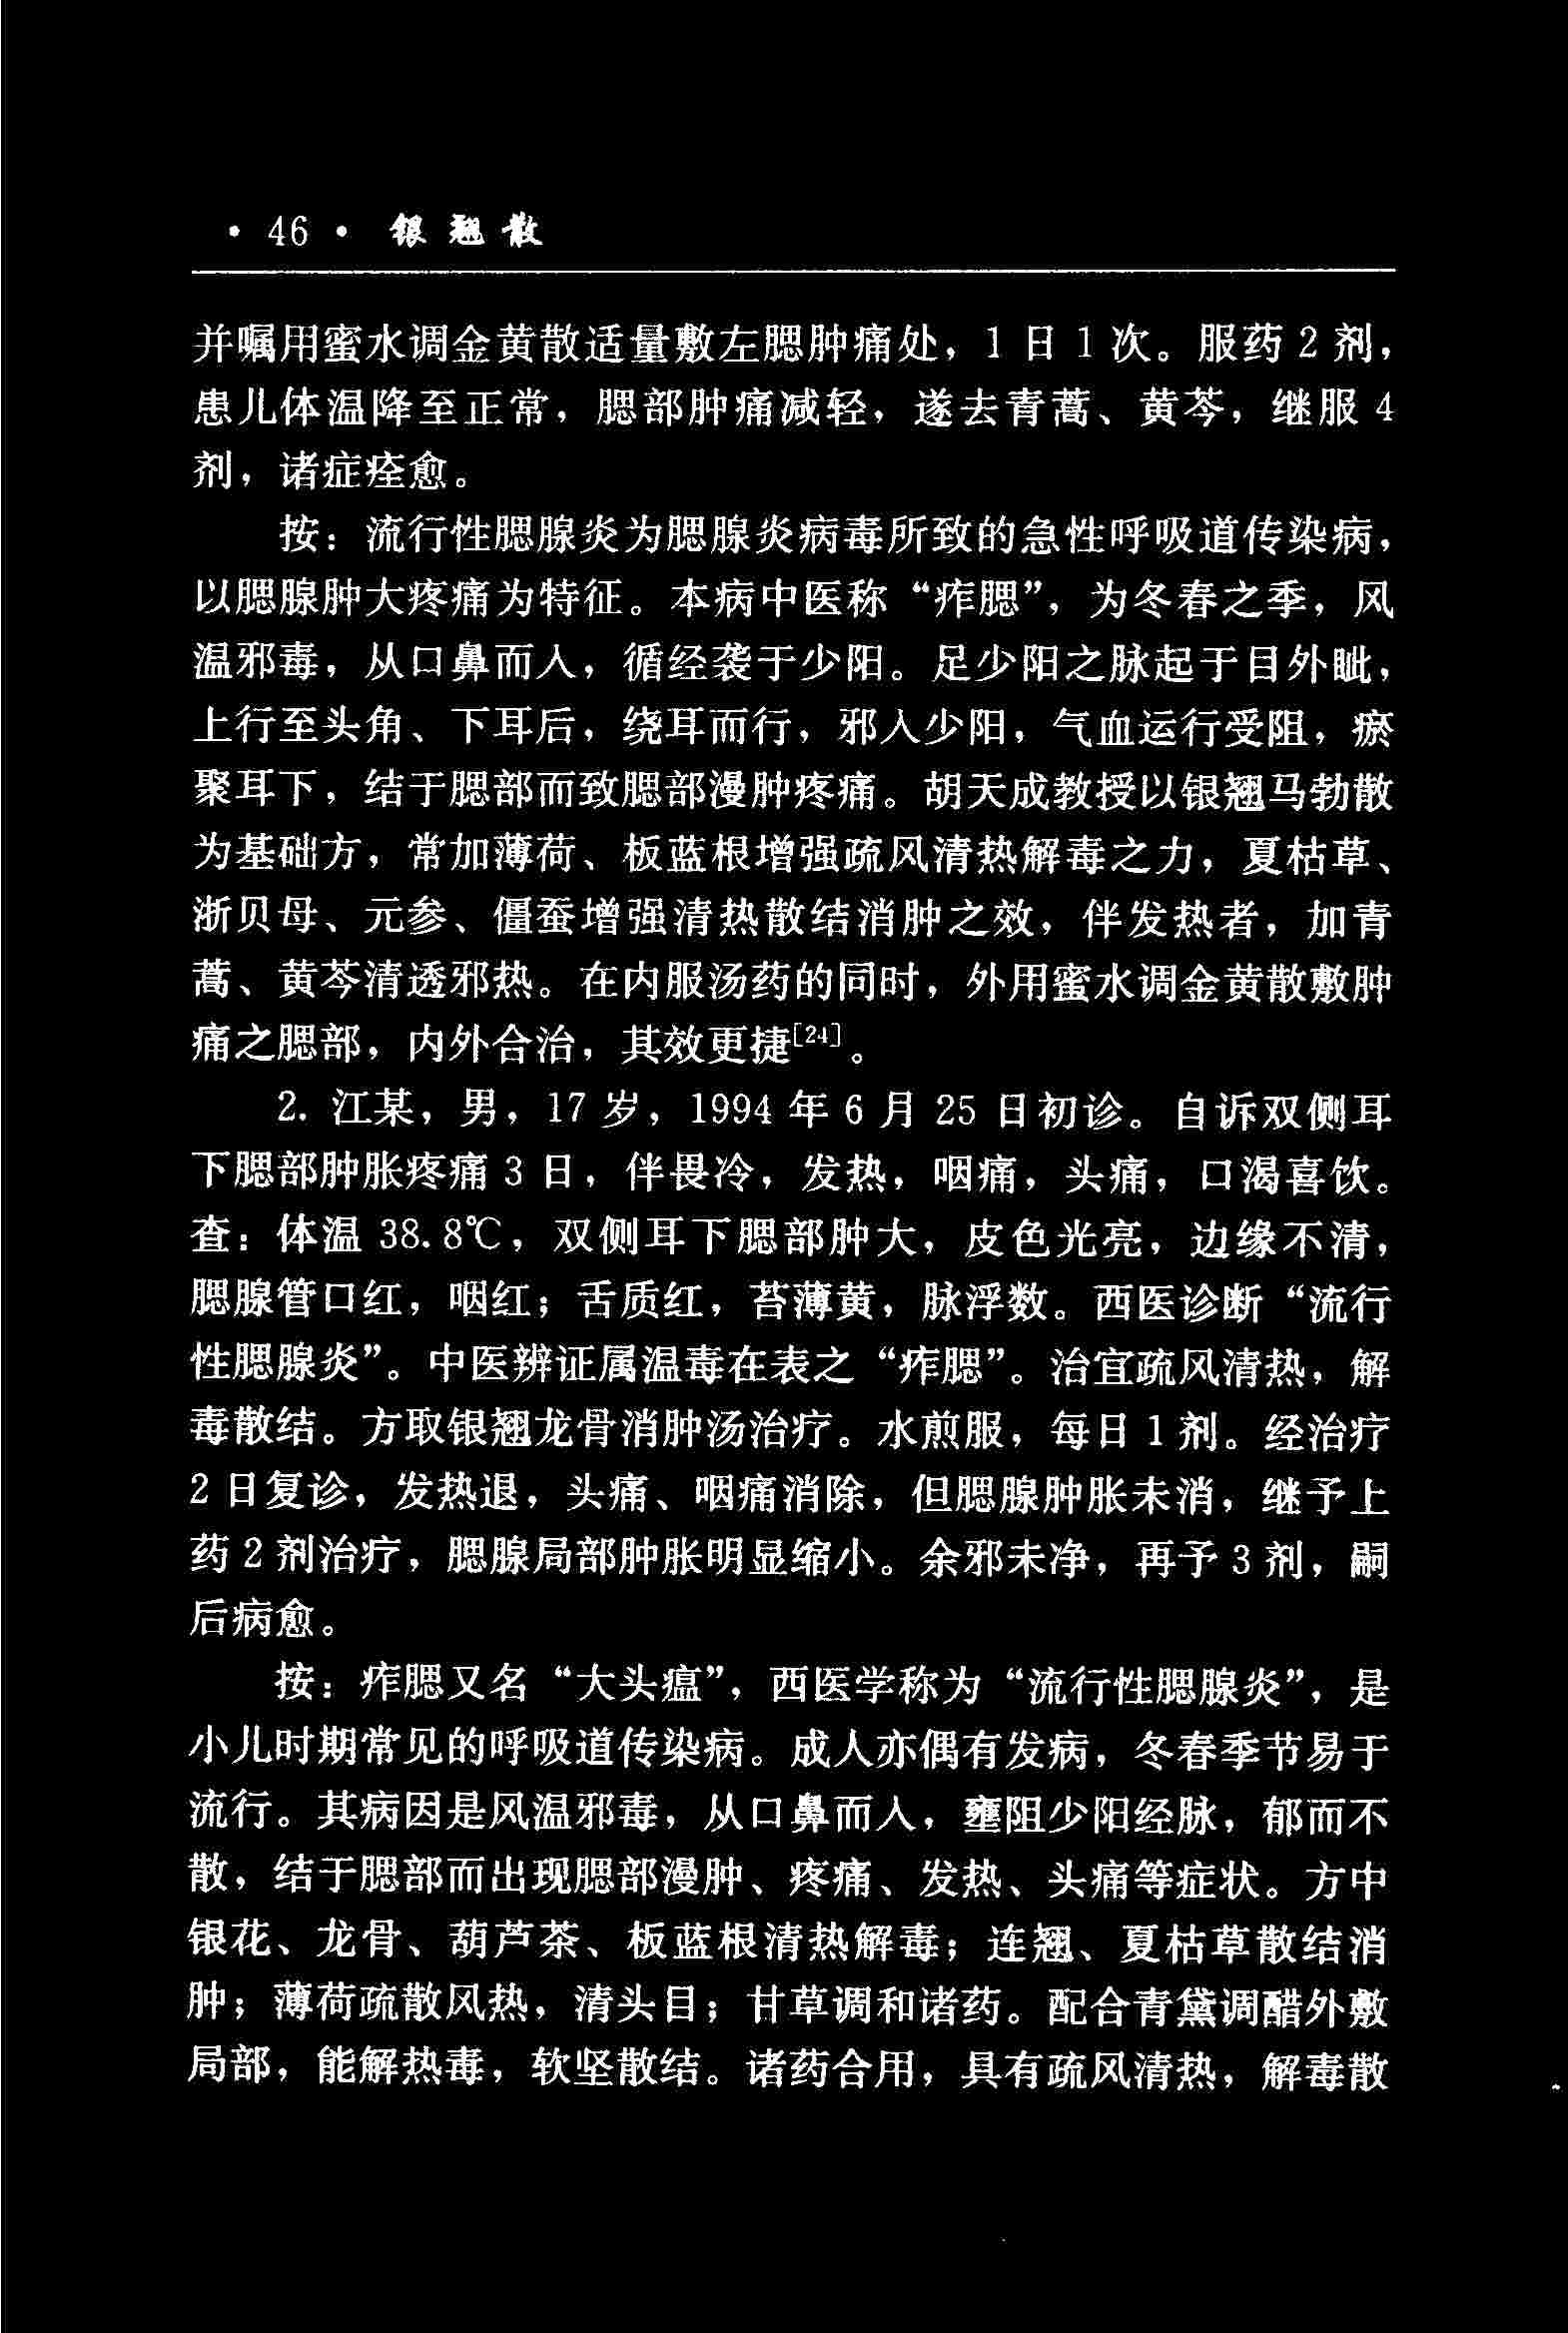 · 46 · 银翘散
并嘱用蜜水调金黄散适量敷左腮肿痛处，1 日 1 次。服药 2 剂，
患儿体温降至正常，腮部肿痛减轻，遂去青蒿、黄芩，继服 4
剂，诸症痊愈。
按：流行性腮腺炎为腮腺炎病毒所致的急性呼吸道传染病，
以腮腺肿大疼痛为特征。本病中医称“痄腮”，为冬春之季，风
温邪毒，从口鼻而入，循经袭于少阳。足少阳之脉起于目外眦，
上行至头角、下耳后，绕耳而行，邪入少阳，气血运行受阻，瘀
聚耳下，结于腮部而致腮部漫肿疼痛。胡天成教授以银翘马勃散
为基础方，常加薄荷、板蓝根增强疏风清热解毒之力，夏枯草、
浙贝母、元参、僵蚕增强清热散结消肿之效，伴发热者，加青
蒿、黄芩清透邪热。在内服汤药的同时，外用蜜水调金黄散敷肿
痛之腮部，内外合治，其效更捷[24]。
2. 江某，男，17 岁，1994 年 6 月 25 日初诊。自诉双侧耳
下腮部肿胀疼痛 3 日，伴畏冷，发热，咽痛，头痛，口渴喜饮。
查：体温 38.8℃，双侧耳下腮部肿大，皮色光亮，边缘不清，
腮腺管口红，咽红；舌质红，苔薄黄，脉浮数。西医诊断“流行
性腮腺炎”。中医辨证属温毒在表之“痄腮”。治宜疏风清热，解
毒散结。方取银翘龙骨消肿汤治疗。水煎服，每日 1 剂。经治疗
2 日复诊，发热退，头痛、咽痛消除，但腮腺肿胀未消，继予上
药 2 剂治疗，腮腺局部肿胀明显缩小。余邪未净，再予 3 剂，嗣
后病愈。
按：痄腮又名“大头瘟”，西医学称为“流行性腮腺炎”，是
小儿时期常见的呼吸道传染病。成人亦偶有发病，冬春季节易于
流行。其病因是风温邪毒，从口鼻而入，壅阻少阳经脉，郁而不
散，结于腮部而出现腮部漫肿、疼痛、发热、头痛等症状。方中
银花、龙骨、葫芦茶、板蓝根清热解毒；连翘、夏枯草散结消
肿；薄荷疏散风热，清头目；甘草调和诸药。配合青黛调醋外敷
局部，能解热毒，软坚散结。诸药合用，具有疏风清热，解毒散